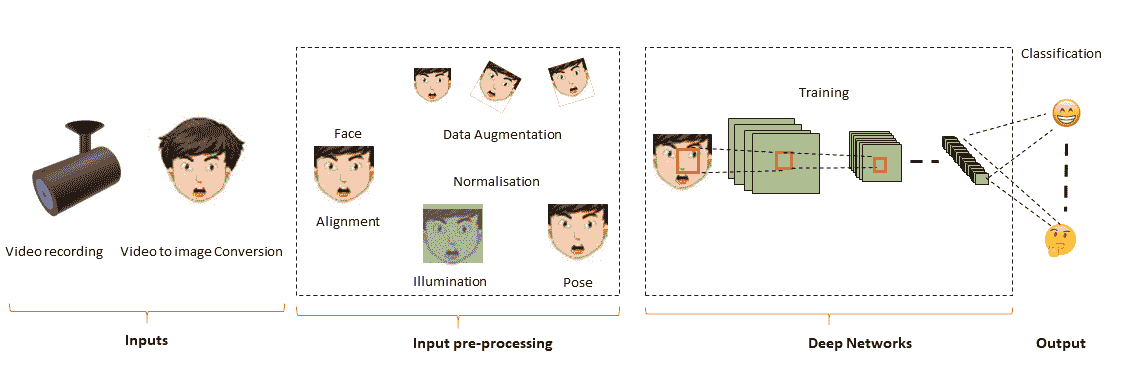 Classification
Training
Face
Data Augmentation
Normalisation
Alignment
Video recording
Video to image Conversion
Illumination
Pose
Inputs
Input pre-processing
Deep Networks
Output